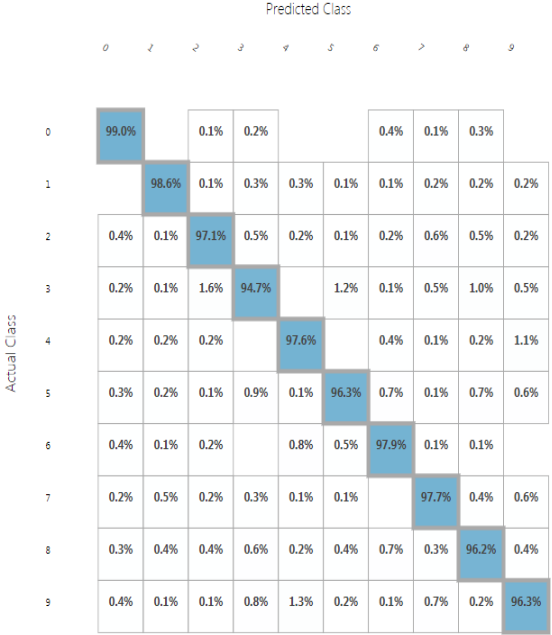 Predicted Class
0 1 2 3 4 5 6 7 8 9
0 99.0% 0.1% 0.2% 0.4% 0.1% 0.3%
1 98.6% 0.1% 0.3% 0.3% 0.1% 0.1% 0.2% 0.2% 0.2%
2 0.4% 0.1% 97.1% 0.5% 0.2% 0.1% 0.2% 0.6% 0.5% 0.2%
3 0.2% 0.1% 1.6% 94.7% 1.2% 0.1% 0.5% 1.0% 0.5%
4 0.2% 0.2% 0.2% 97.6% 0.4% 0.1% 0.2% 1.1%
5 0.3% 0.2% 0.1% 0.9% 0.1% 96.3% 0.7% 0.1% 0.7% 0.6%
6 0.4% 0.1% 0.2% 0.8% 0.5% 97.9% 0.1% 0.1%
7 0.2% 0.5% 0.2% 0.3% 0.1% 0.1% 97.7% 0.4% 0.6%
8 0.3% 0.4% 0.4% 0.6% 0.2% 0.4% 0.7% 0.3% 96.2% 0.4%
9 0.4% 0.1% 0.1% 0.8% 1.3% 0.2% 0.1% 0.7% 0.2% 96.3%
Actual Class